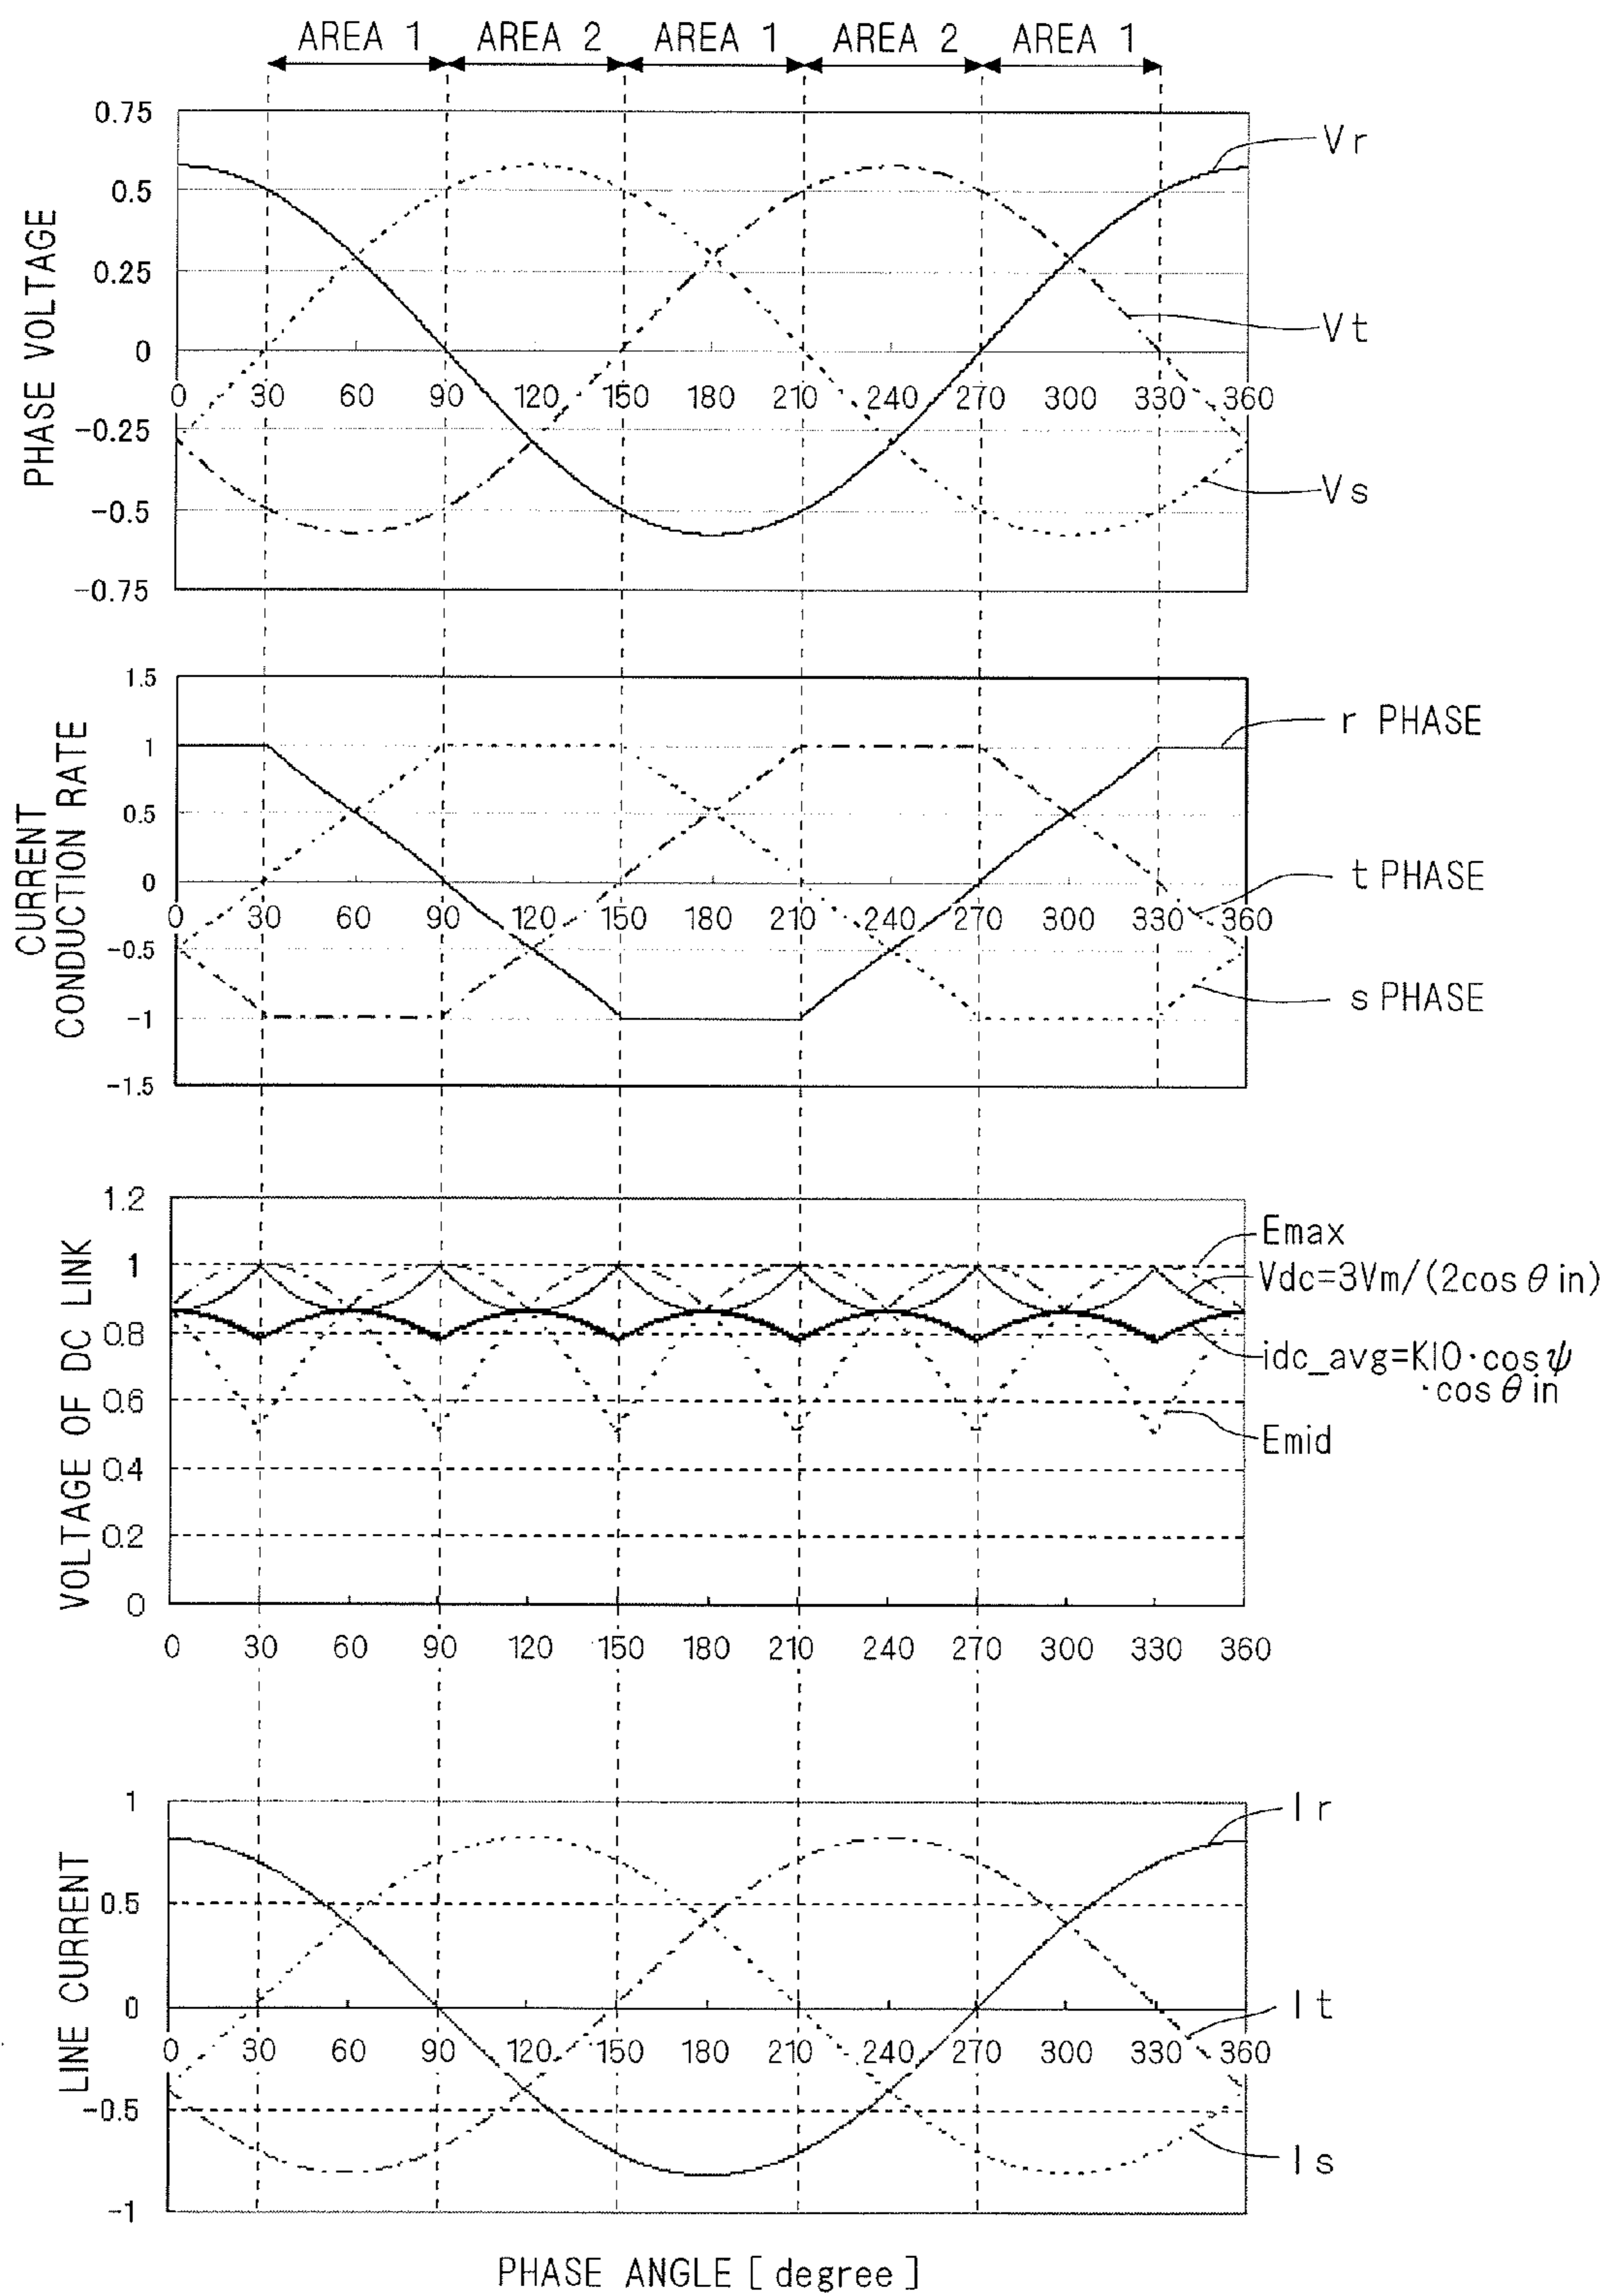 AREA 1 AREA 2 AREA 1 AREA 2 AREA 1
PHASE VOLTAGE
0.75
0.5
0.25
0
-0.25
-0.5
-0.75
0 30 60 90 120 150 180 210 240 270 300 330 360
Vr
Vt
Vs
CURRENT
CONDUCTION RATE
1.5
1
0.5
0
-0.5
-1
-1.5
0 30 60 90 120 150 180 210 240 270 300 330 360
r PHASE
t PHASE
s PHASE
VOLTAGE OF DC LINK
1.2
1
0.8
0.6
0.4
0.2
0
0 30 60 90 120 150 180 210 240 270 300 330 360
Emax
Vdc=3Vm/(2cos θ in)
idc_avg=KIO·cos ψ
·cos θ in
Emid
LINE CURRENT
1
0.5
0
-0.5
-1
0 30 60 90 120 150 180 210 240 270 300 330 360
Ir
It
Is
PHASE ANGLE [degree]